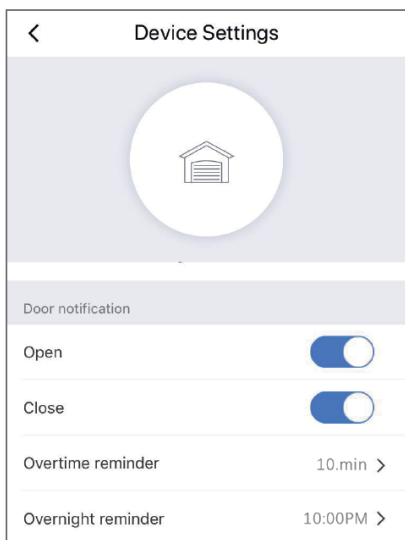 Device Settings
Door notification
Open
Close
Overtime reminder 10.min
Overnight reminder 10:00PM